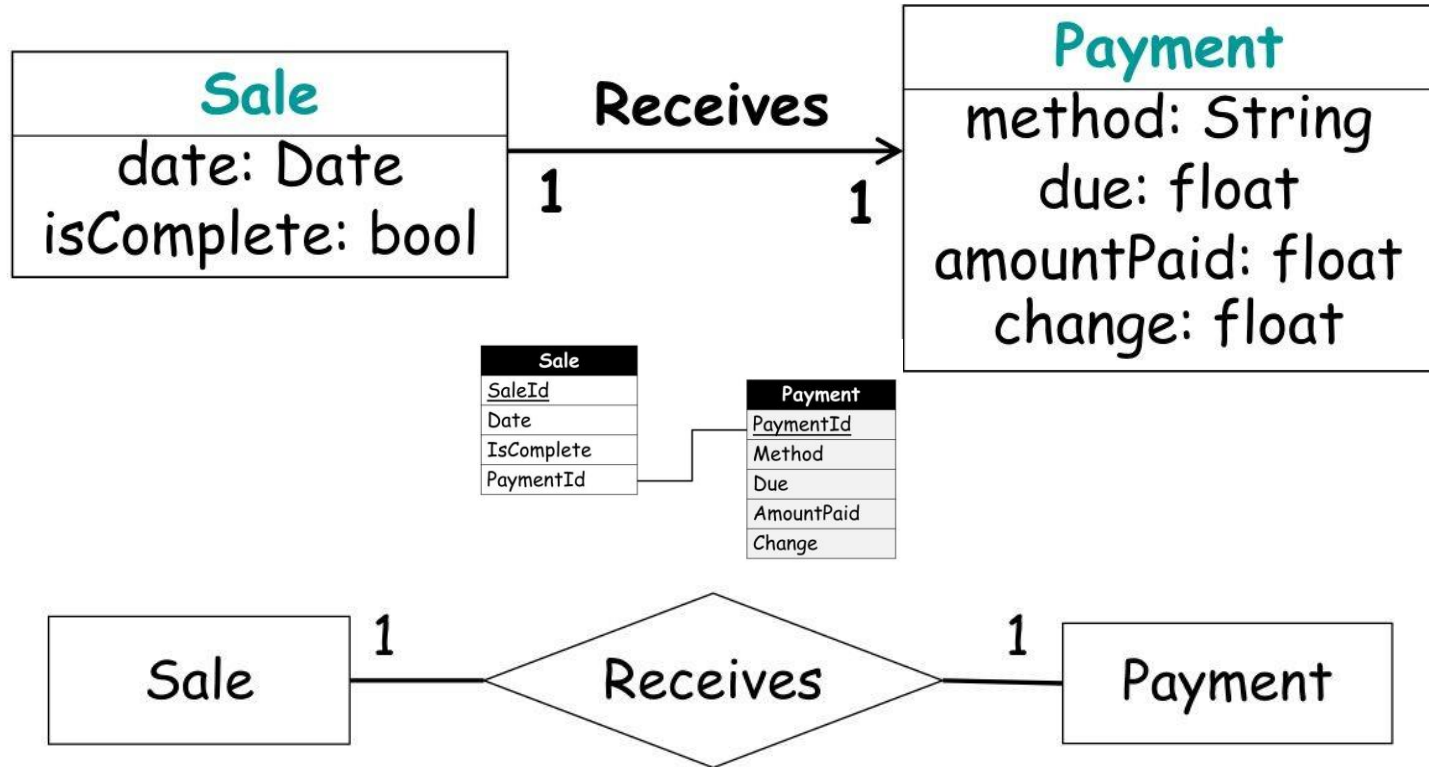 Sale
date: Date
isComplete: bool
Receives
1
1
Payment
method: String
due: float
amountPaid: float
change: float
Sale
SaleId
Date
IsComplete
PaymentId
Payment
PaymentId
Method
Due
AmountPaid
Change
Sale
1
Receives
1
Payment